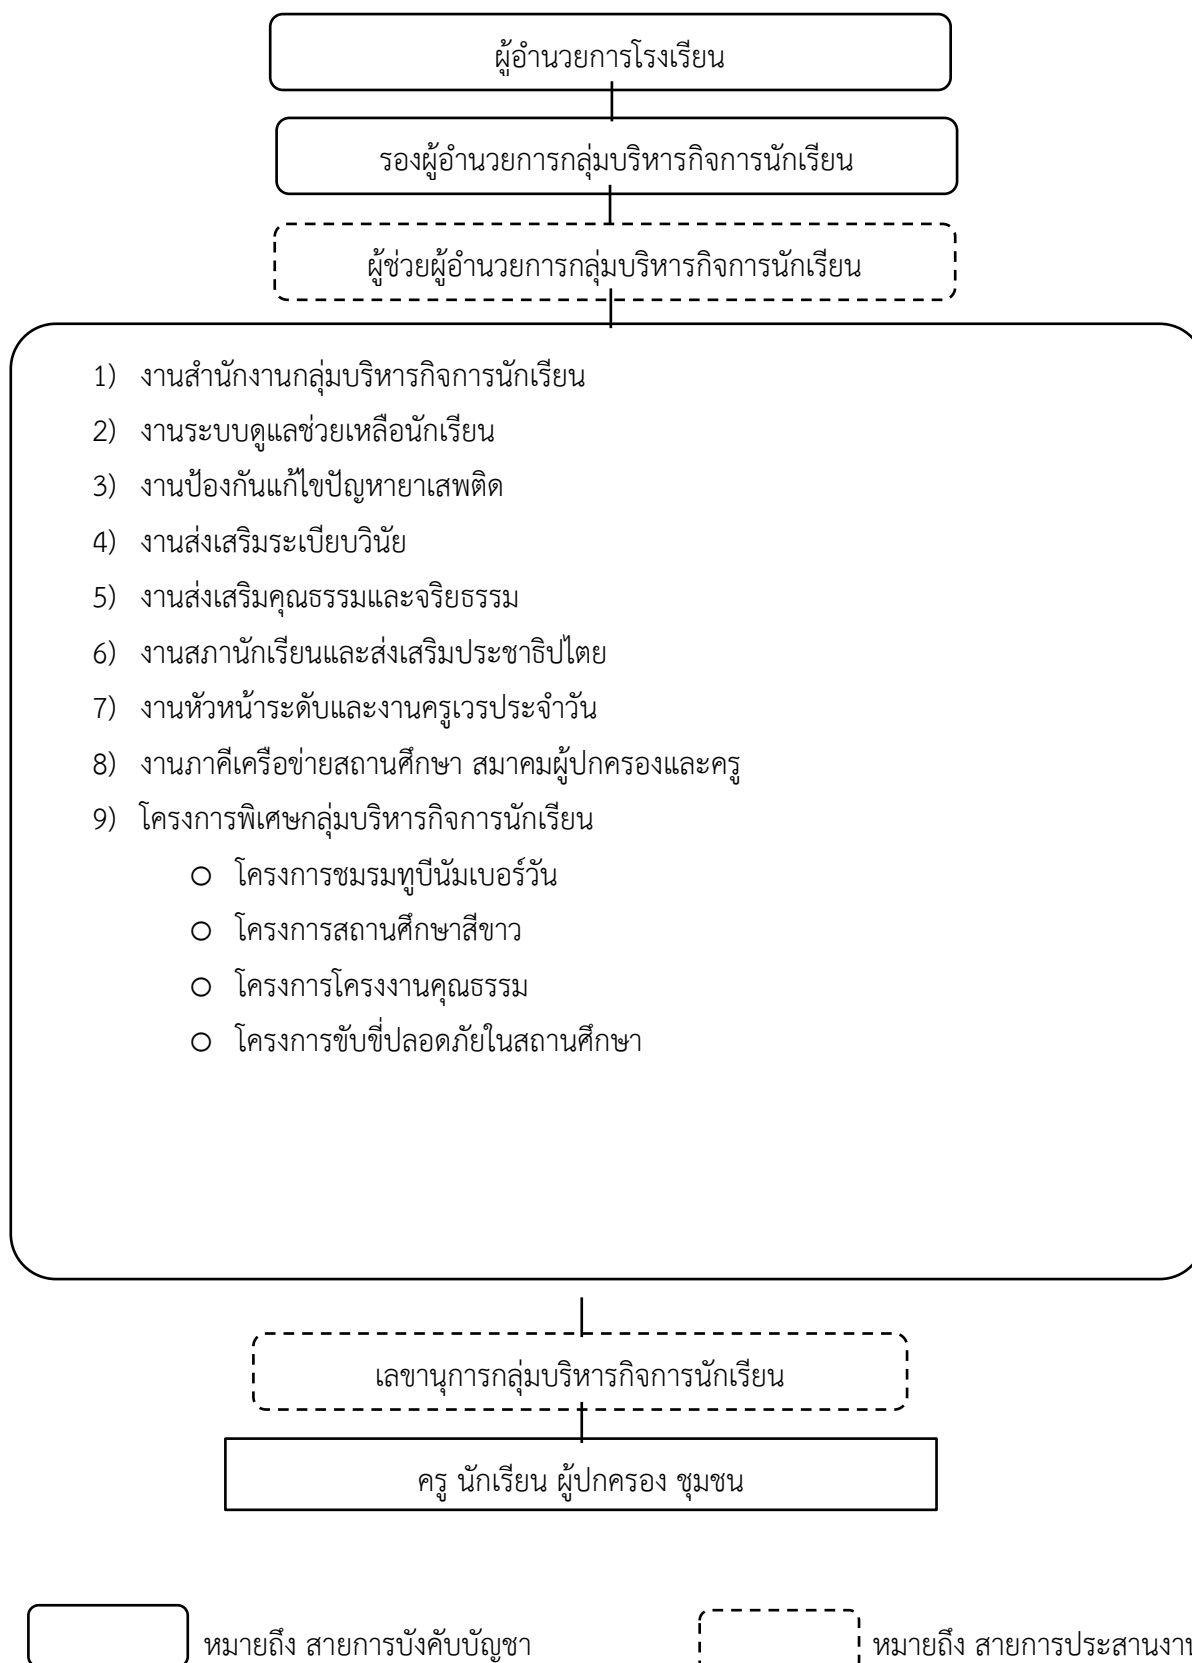 ผู้อำนวยการโรงเรียน
รองผู้อำนวยการกลุ่มบริหารกิจการนักเรียน
ผู้ช่วยผู้อำนวยการกลุ่มบริหารกิจการนักเรียน
1) งานสำนักงานกลุ่มบริหารกิจการนักเรียน
2) งานระบบดูแลช่วยเหลือนักเรียน
3) งานป้องกันแก้ไขปัญหายาเสพติด
4) งานส่งเสริมระเบียบวินัย
5) งานส่งเสริมคุณธรรมและจริยธรรม
6) งานสภานักเรียนและส่งเสริมประชาธิปไตย
7) งานหัวหน้าระดับและงานครูเวรประจำวัน
8) งานภาคีเครือข่ายสถานศึกษา สมาคมผู้ปกครองและครู
9) โครงการพิเศษกลุ่มบริหารกิจการนักเรียน
โครงการชมรมทูบีนัมเบอร์วัน
โครงการสถานศึกษาสีขาว
โครงการโครงงานคุณธรรม
โครงการขับขี่ปลอดภัยในสถานศึกษา
เลขานุการกลุ่มบริหารกิจการนักเรียน
ครู นักเรียน ผู้ปกครอง ชุมชน
หมายถึง สายการบังคับบัญชา
หมายถึง สายการประสานงาน